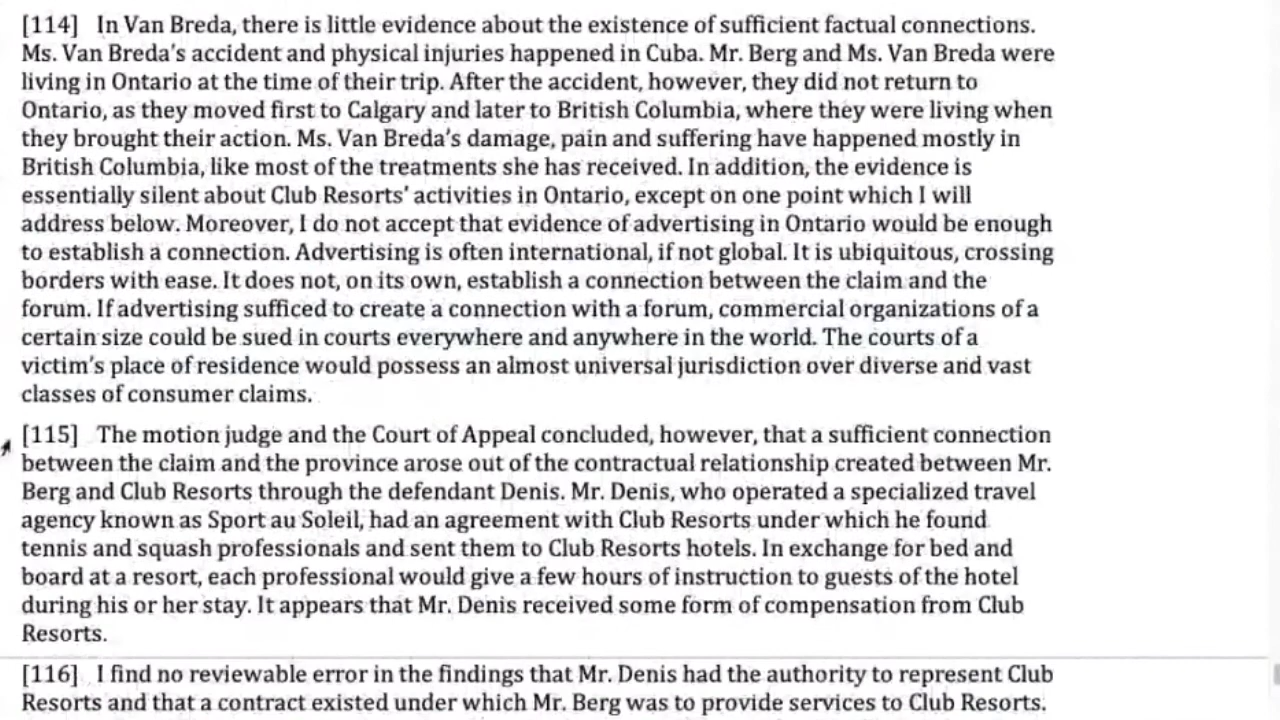 [114] In Van Breda, there is little evidence about the existence of sufficient factual connections.
Ms. Van Breda's accident and physical injuries happened in Cuba. Mr. Berg and Ms. Van Breda were
living in Ontario at the time of their trip. After the accident, however, they did not return to
Ontario, as they moved first to Calgary and later to British Columbia, where they were living when
they brought their action. Ms. Van Breda's damage, pain and suffering have happened mostly in
British Columbia, like most of the treatments she has received. In addition, the evidence is
essentially silent about Club Resorts' activities in Ontario, except on one point which I will
address below. Moreover, I do not accept that evidence of advertising in Ontario would be enough
to establish a connection. Advertising is often international, if not global. It is ubiquitous, crossing
borders with ease. It does not, on its own, establish a connection between the claim and the
forum. If advertising sufficed to create a connection with a forum, commercial organizations of a
certain size could be sued in courts everywhere and anywhere in the world. The courts of a
victim's place of residence would possess an almost universal jurisdiction over diverse and vast
classes of consumer claims.
[115] The motion judge and the Court of Appeal concluded, however, that a sufficient connection
between the claim and the province arose out of the contractual relationship created between Mr.
Berg and Club Resorts through the defendant Denis. Mr. Denis, who operated a specialized travel
agency known as Sport au Soleil, had an agreement with Club Resorts under which he found
tennis and squash professionals and sent them to Club Resorts hotels. In exchange for bed and
board at a resort, each professional would give a few hours of instruction to guests of the hotel
during his or her stay. It appears that Mr. Denis received some form of compensation from Club
Resorts.
[116] I find no reviewable error in the findings that Mr. Denis had the authority to represent Club
Resorts and that a contract existed under which Mr. Berg was to provide services to Club Resorts.